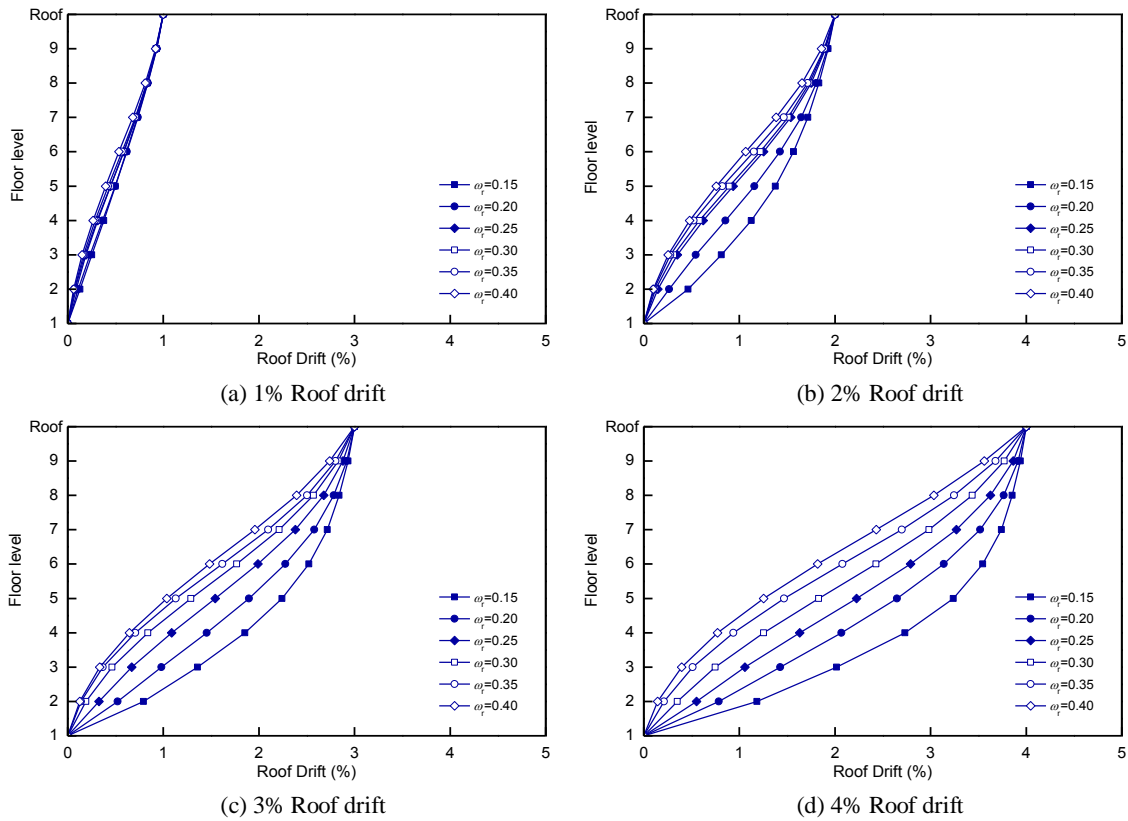 Roof
9
8
7
6
5
4
3
2
1
Floor level
ωr=0.15
ωr=0.20
ωr=0.25
ωr=0.30
ωr=0.35
ωr=0.40
0 1 2 3 4 5
Roof Drift (%)
(a) 1% Roof drift
Roof
9
8
7
6
5
4
3
2
1
Floor level
ωr=0.15
ωr=0.20
ωr=0.25
ωr=0.30
ωr=0.35
ωr=0.40
0 1 2 3 4 5
Roof Drift (%)
(b) 2% Roof drift
Roof
9
8
7
6
5
4
3
2
1
Floor level
ωr=0.15
ωr=0.20
ωr=0.25
ωr=0.30
ωr=0.35
ωr=0.40
0 1 2 3 4 5
Roof Drift (%)
(c) 3% Roof drift
Roof
9
8
7
6
5
4
3
2
1
Floor level
ωr=0.15
ωr=0.20
ωr=0.25
ωr=0.30
ωr=0.35
ωr=0.40
0 1 2 3 4 5
Roof Drift (%)
(d) 4% Roof drift